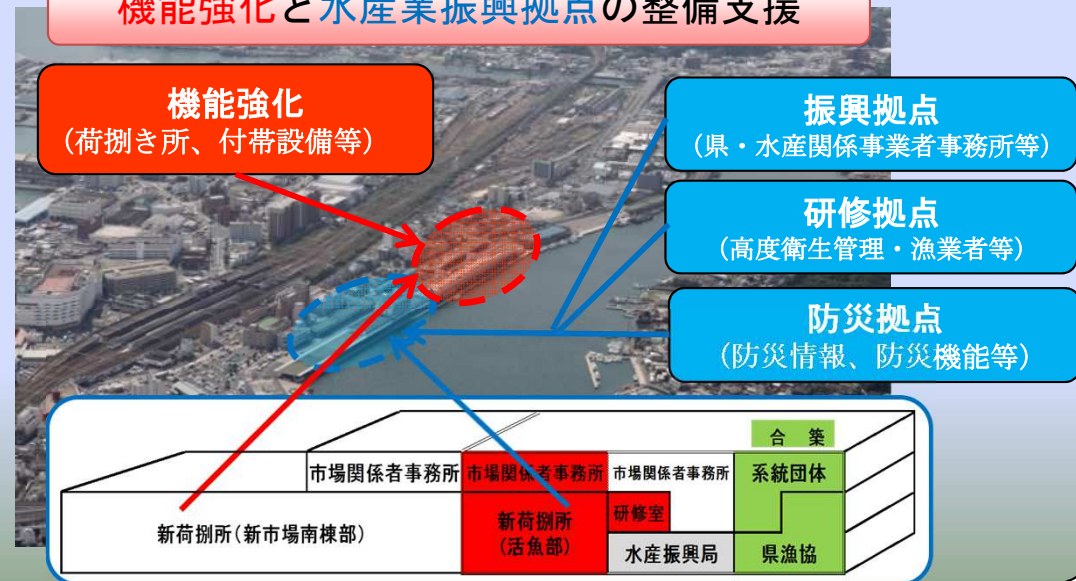 機能強化と水産業振興拠点の整備支援
機能強化
（荷捌き所、付帯設備等）
振興拠点
（県・水産関係事業者事務所等）
研修拠点
（高度衛生管理・漁業者等）
防災拠点
（防災情報、防災機能等）
合 築
市場関係者事務所
市場関係者事務所
市場関係者事務所
系統団体
新荷捌所（新市場南棟部）
新荷捌所
（活魚部）
研修室
水産振興局
県漁協